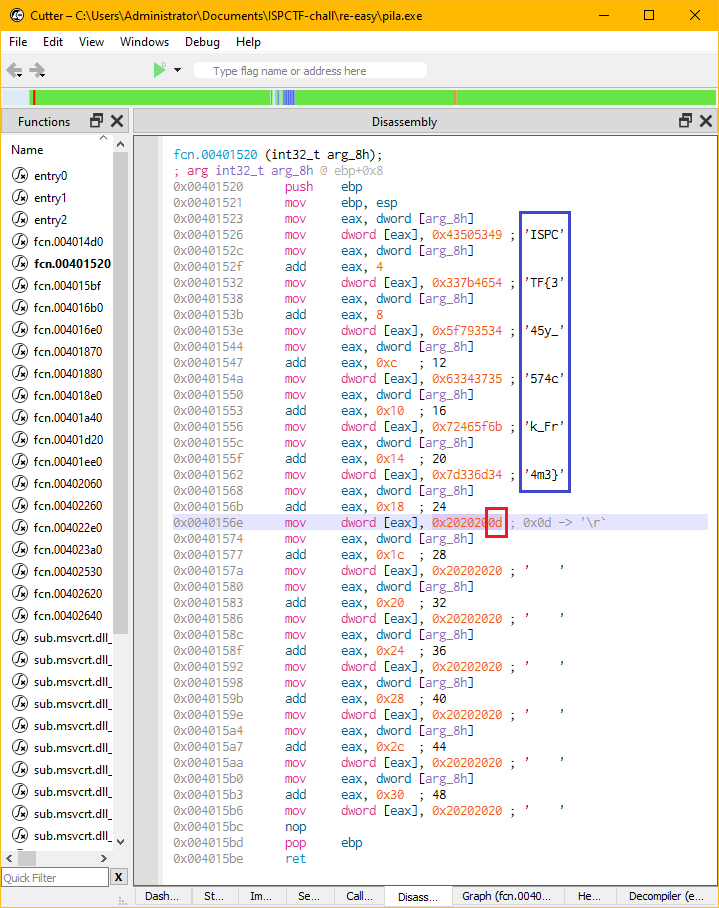 Cutter – C:\Users\Administrator\Documents\ISPCTF-chall\re-easy\pila.exe
File Edit View Windows Debug Help
Type flag name or address here
Functions
Name
entry0
entry1
entry2
fcn.004014d0
fcn.00401520
fcn.004015bf
fcn.004016b0
fcn.004016e0
fcn.00401870
fcn.00401880
fcn.004018e0
fcn.00401a40
fcn.00401d20
fcn.00401ee0
fcn.00402060
fcn.00402260
fcn.004022e0
fcn.004023a0
fcn.00402530
fcn.00402620
fcn.00402640
sub.msvcrt.dll_
sub.msvcrt.dll_
sub.msvcrt.dll_
sub.msvcrt.dll_
sub.msvcrt.dll_
sub.msvcrt.dll_
sub.msvcrt.dll_
sub.msvcrt.dll_
sub.msvcrt.dll_
sub.msvcrt.dll_
Quick Filter X
Disassembly
fcn.00401520 (int32_t arg_8h);
; arg int32_t arg_8h @ ebp+0x8
0x00401520 push ebp
0x00401521 mov ebp, esp
0x00401523 mov eax, dword [arg_8h]
0x00401526 mov dword [eax], 0x43505349 ; 'ISPC'
0x0040152c mov eax, dword [arg_8h]
0x0040152f add eax, 4
0x00401532 mov dword [eax], 0x337b4654 ; 'TF{3'
0x00401538 mov eax, dword [arg_8h]
0x0040153b add eax, 8
0x0040153e mov dword [eax], 0x5f793534 ; '45y_'
0x00401544 mov eax, dword [arg_8h]
0x00401547 add eax, 0xc ; 12
0x0040154a mov dword [eax], 0x63343735 ; '574c'
0x00401550 mov eax, dword [arg_8h]
0x00401553 add eax, 0x10 ; 16
0x00401556 mov dword [eax], 0x72465f6b ; 'k_Fr'
0x0040155c mov eax, dword [arg_8h]
0x0040155f add eax, 0x14 ; 20
0x00401562 mov dword [eax], 0x7d336d34 ; '4m3}'
0x00401568 mov eax, dword [arg_8h]
0x0040156b add eax, 0x18 ; 24
0x0040156e mov dword [eax], 0x2020200d ; 0x0d -> '\r`
0x00401574 mov eax, dword [arg_8h]
0x00401577 add eax, 0x1c ; 28
0x0040157a mov dword [eax], 0x20202020 ; '    '
0x00401580 mov eax, dword [arg_8h]
0x00401583 add eax, 0x20 ; 32
0x00401586 mov dword [eax], 0x20202020 ; '    '
0x0040158c mov eax, dword [arg_8h]
0x0040158f add eax, 0x24 ; 36
0x00401592 mov dword [eax], 0x20202020 ; '    '
0x00401598 mov eax, dword [arg_8h]
0x0040159b add eax, 0x28 ; 40
0x0040159e mov dword [eax], 0x20202020 ; '    '
0x004015a4 mov eax, dword [arg_8h]
0x004015a7 add eax, 0x2c ; 44
0x004015aa mov dword [eax], 0x20202020 ; '    '
0x004015b0 mov eax, dword [arg_8h]
0x004015b3 add eax, 0x30 ; 48
0x004015b6 mov dword [eax], 0x20202020 ; '    '
0x004015bc nop
0x004015bd pop ebp
0x004015be ret
Dash... St... Im... Se... Call... Disass... Graph (fcn.0040... He... Decompiler (e...